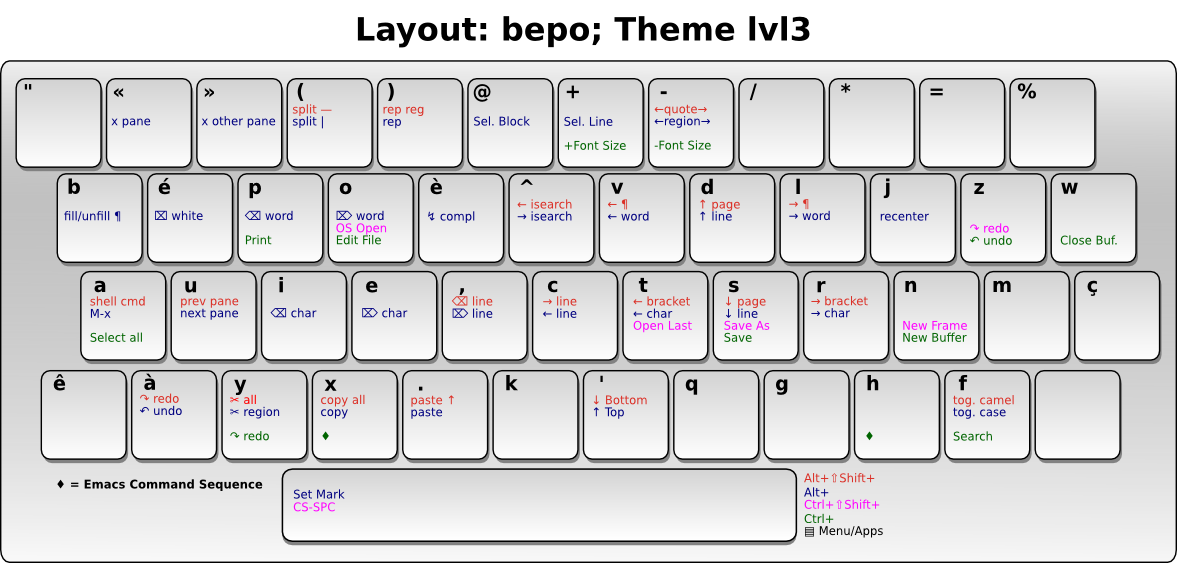 Layout: bepo; Theme lvl3
"
«
x pane
»
x other pane
(
split —
split |
)
rep reg
rep
@
Sel. Block
+
Sel. Line
+Font Size
-
←quote→
←region→
-Font Size
/
*
=
%
b
fill/unfill ¶
é
⌧ white
p
⌫ word
Print
o
⌦ word
OS Open
Edit File
è
↯ compl
^
← isearch
→ isearch
v
← ¶
← word
d
↑ page
↑ line
l
→ ¶
→ word
j
recenter
z
↷ redo
↶ undo
w
Close Buf.
a
shell cmd
M-x
Select all
u
prev pane
next pane
i
⌫ char
e
⌦ char
,
⌫ line
⌦ line
c
→ line
← line
t
← bracket
← char
Open Last
s
↓ page
↓ line
Save As
Save
r
→ bracket
→ char
n
New Frame
New Buffer
m
ç
ê
à
↷ redo
↶ undo
y
✂ all
✂ region
↷ redo
x
copy all
copy
♦
.
paste ↑
paste
k
'
↓ Bottom
↑ Top
q
g
h
♦
f
tog. camel
tog. case
Search
♦ = Emacs Command Sequence
Set Mark
CS-SPC
Alt+⇧Shift+
Alt+
Ctrl+⇧Shift+
Ctrl+
▤ Menu/Apps